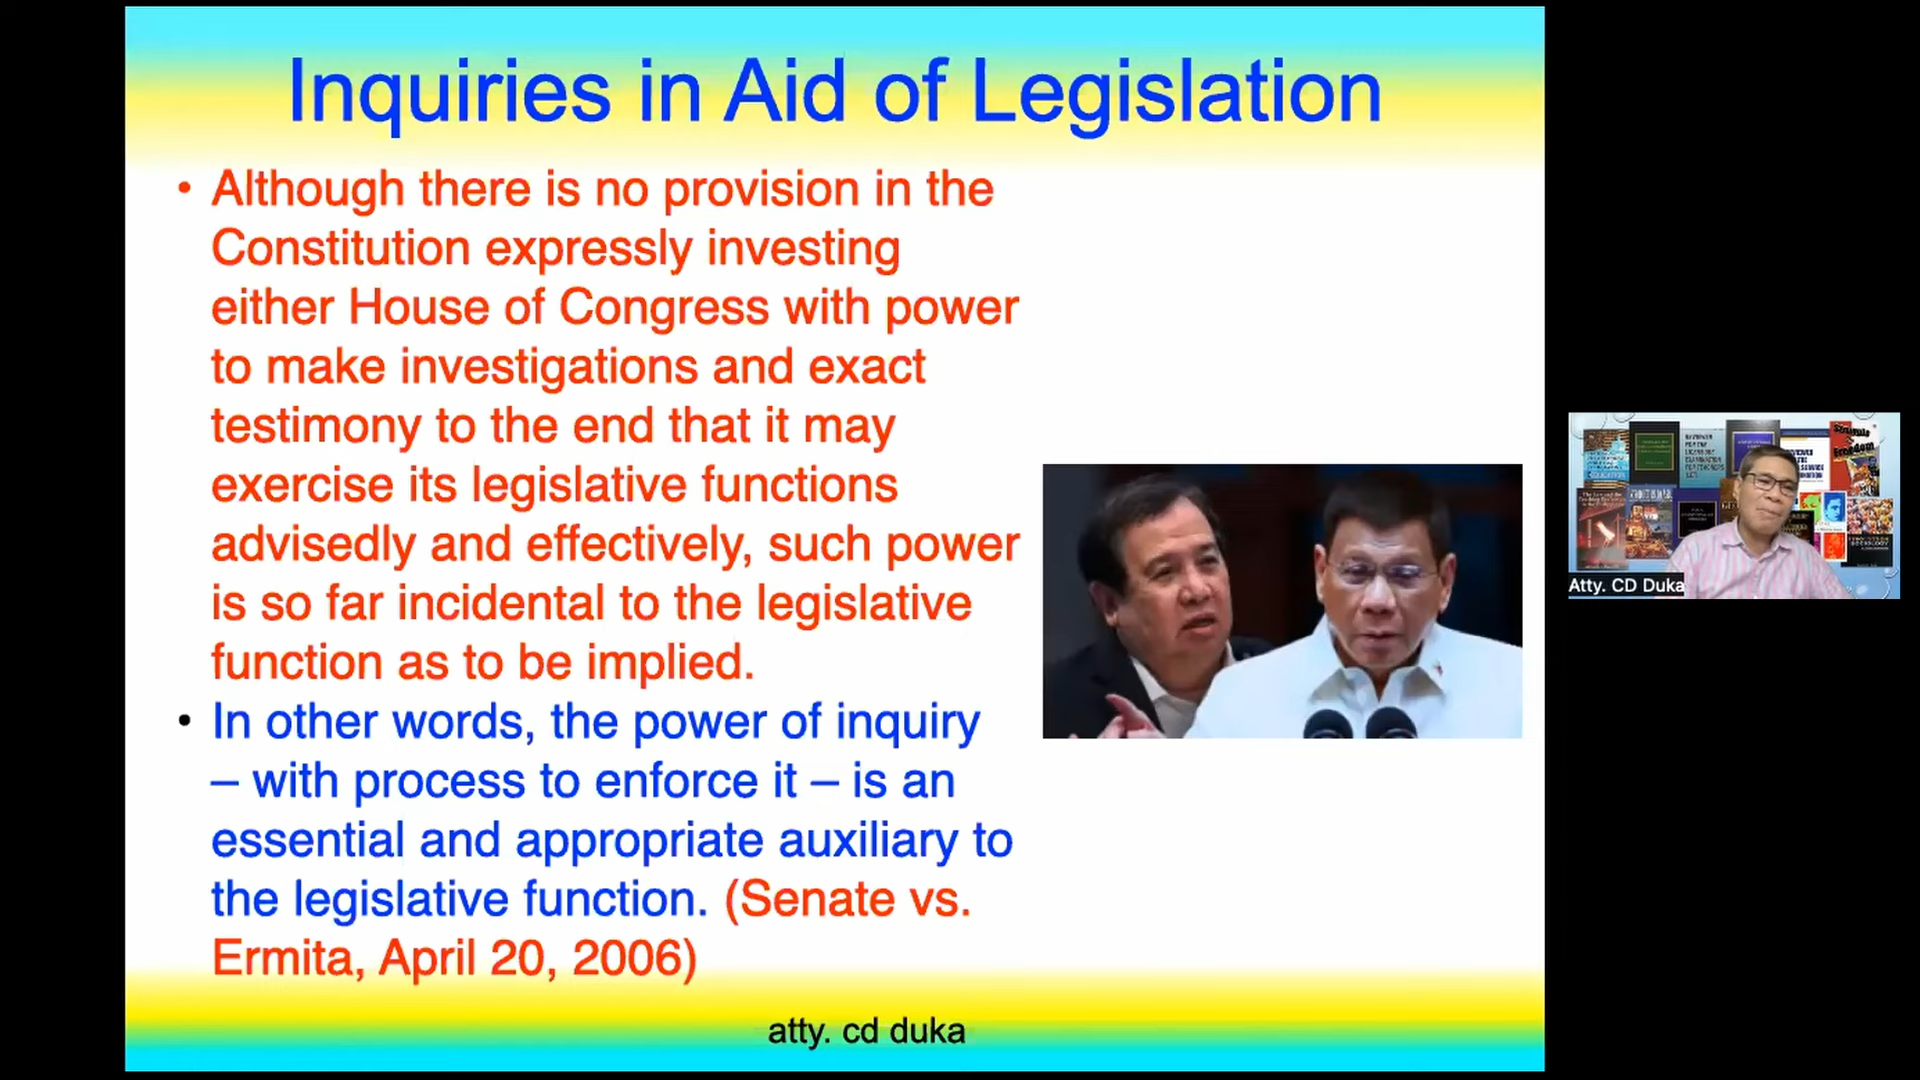 Inquiries in Aid of Legislation
• Although there is no provision in the
Constitution expressly investing
either House of Congress with power
to make investigations and exact
testimony to the end that it may
exercise its legislative functions
advisedly and effectively, such power
is so far incidental to the legislative
function as to be implied.
• In other words, the power of inquiry
– with process to enforce it – is an
essential and appropriate auxiliary to
the legislative function. (Senate vs.
Ermita, April 20, 2006)
atty. cd duka
Atty. CD Duka